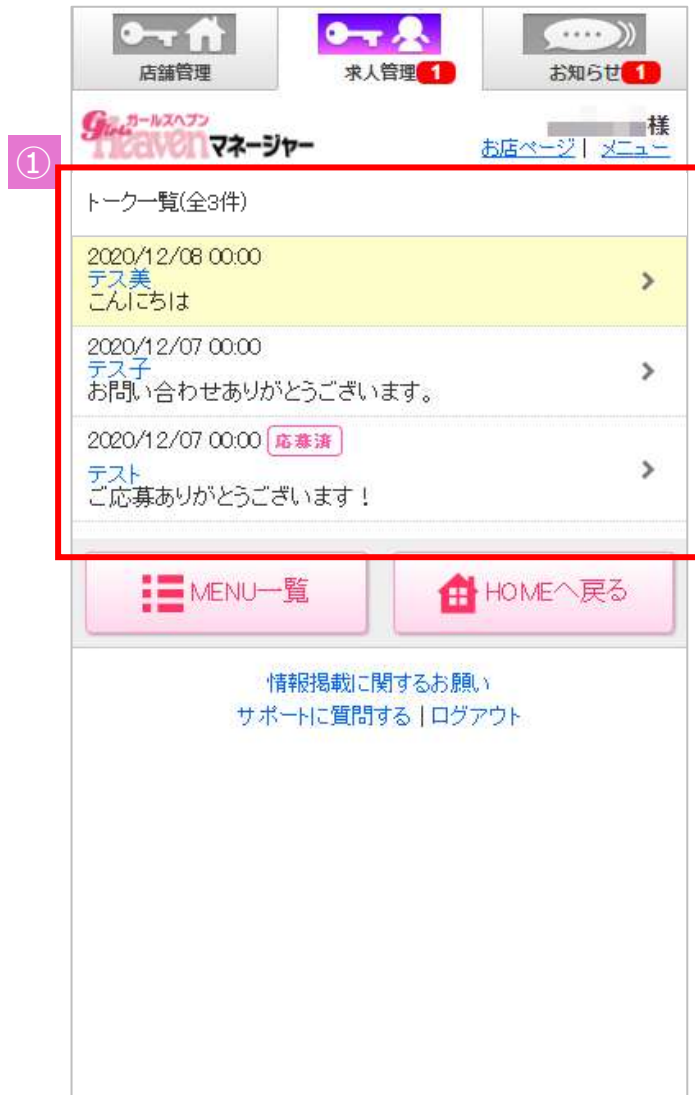 店舗管理
求人管理 1
お知らせ 1
ガールズヘブン
Girls Heaven マネージャー
様
お店ページ | メニュー
①
トーク一覧(全3件)
2020/12/08 00:00
テス美
こんにちは
2020/12/07 00:00
テス子
お問い合わせありがとうございます。
2020/12/07 00:00 応募済
テスト
ご応募ありがとうございます!
MENU一覧
HOMEへ戻る
情報掲載に関するお願い
サポートに質問する | ログアウト